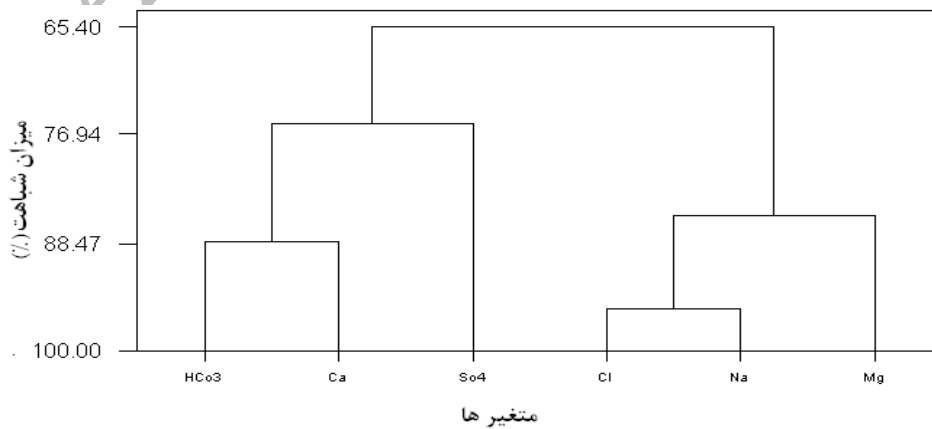 65.40
76.94
88.47
100.00
میزان شباهت (٪)
HCo3 Ca So4 Cl Na Mg
متغیر ها